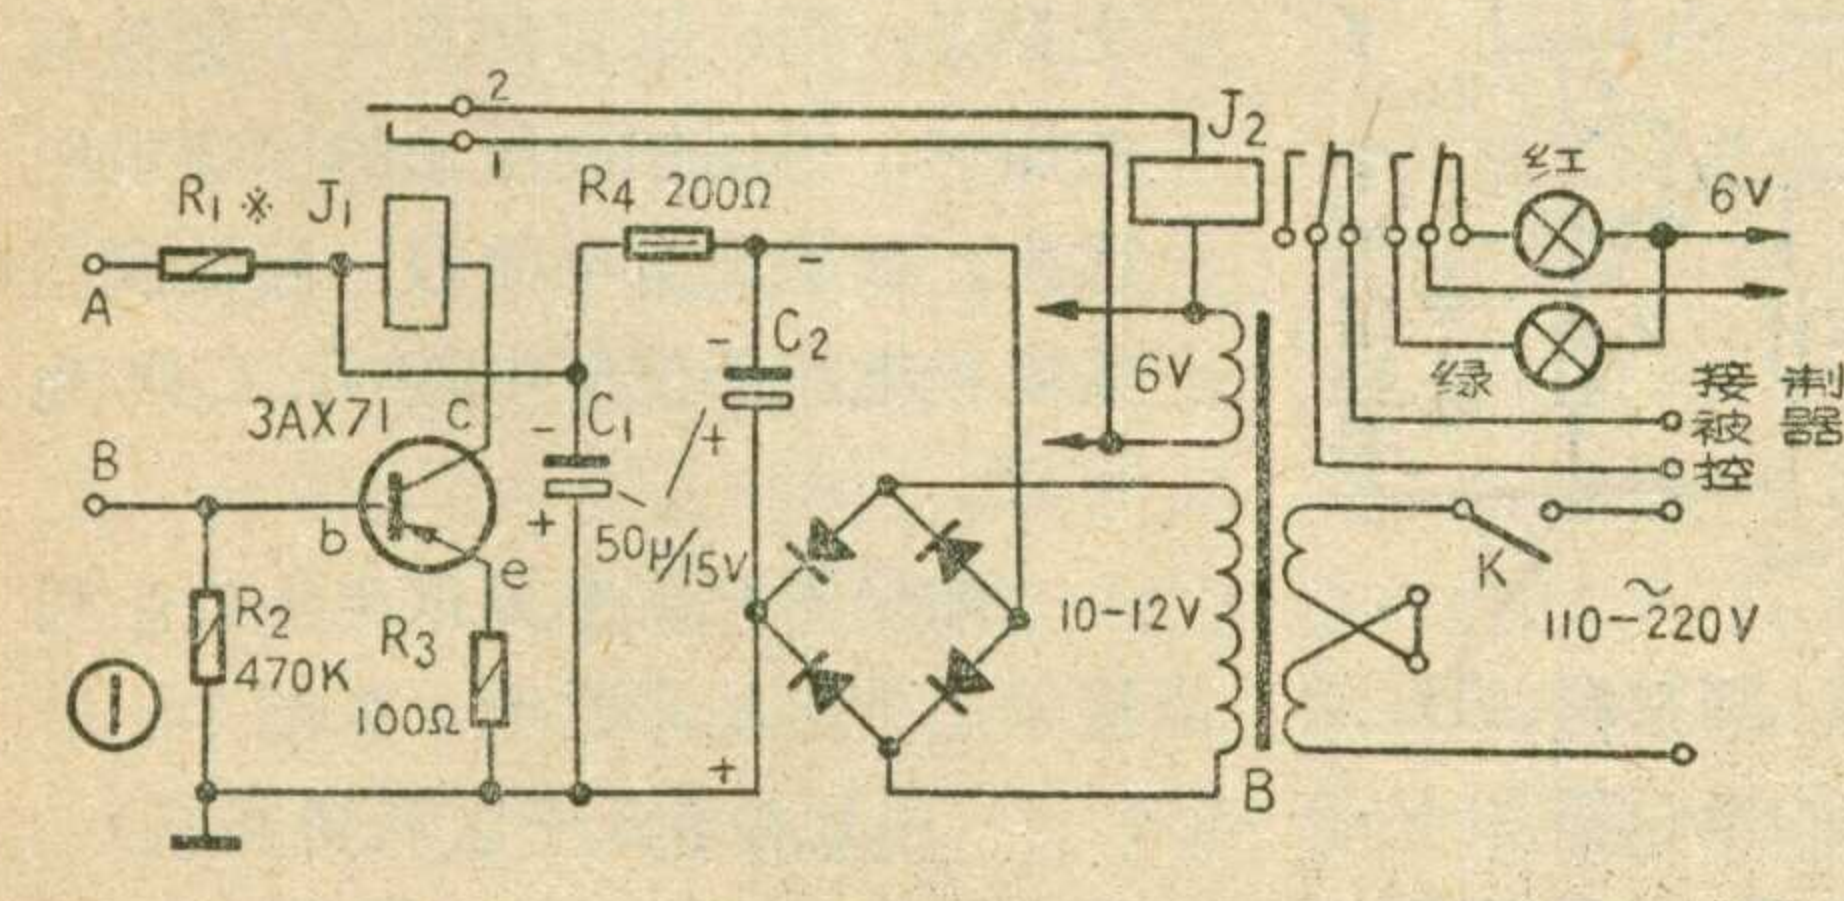 2
1
J2
R1※ J1
R4 200Ω
红
6V
A
-
- C2
6V
绿
接制
被器
控
3AX71 c
- C1
+
B
b
e
+
50μ/15V
K
R2
470K
R3
100Ω
10-12V
~
110-220V
①
+
B